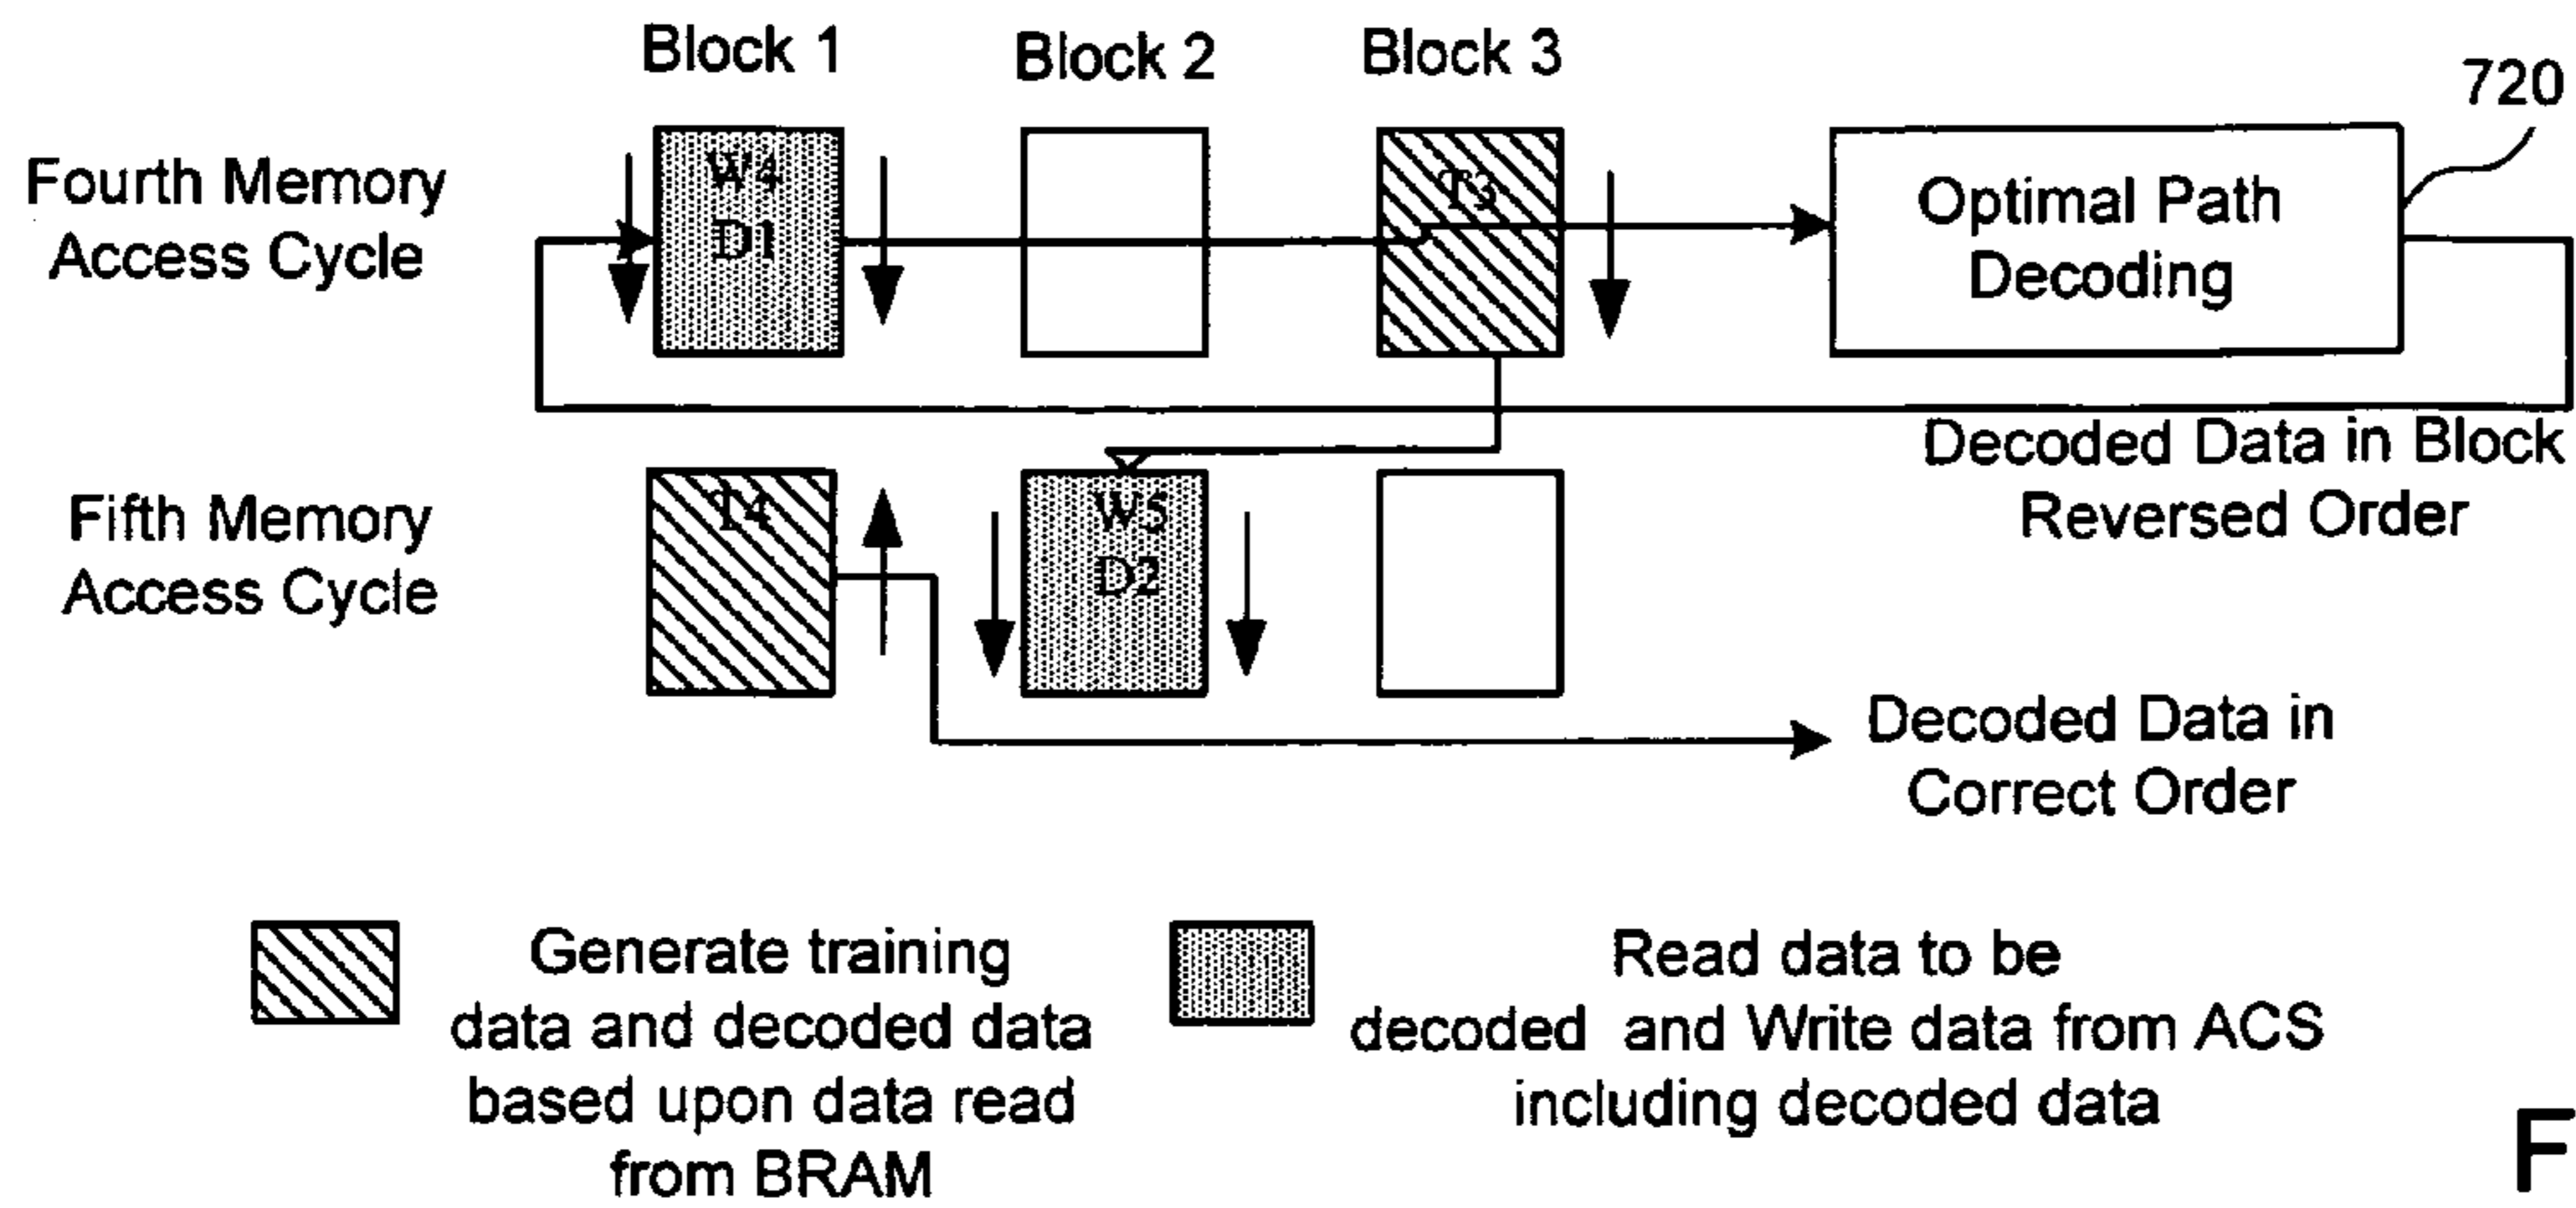 Block 1
Block 2
Block 3
720
Fourth Memory
Access Cycle
W4
D1
T3
Optimal Path
Decoding
Decoded Data in Block
Reversed Order
Fifth Memory
Access Cycle
T4
W5
D2
Decoded Data in
Correct Order
Generate training
data and decoded data
based upon data read
from BRAM
Read data to be
decoded and Write data from ACS
including decoded data
F